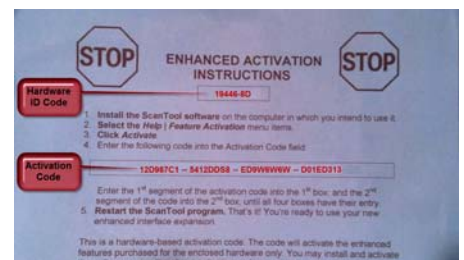 STOP
ENHANCED ACTIVATION
INSTRUCTIONS
STOP
Hardware
ID Code
19446-8D
1. Install the ScanTool software on the computer in which you intend to use it.
2. Select the Help | Feature Activation menu items.
3. Click Activate.
4. Enter the following code into the Activation Code field:
Activation
Code
12D967C1 -- 5412DD58 -- ED9W6W6W -- D01ED313
Enter the 1st segment of the activation code into the 1st box, and the 2nd
segment of the code into the 2nd box, until all four boxes have their entry.
5. Restart the ScanTool program. That's it! You're ready to use your new
enhanced interface expansion.
This is a hardware-based activation code. The code will activate the enhanced
features purchased for the enclosed hardware only. You may install and activate